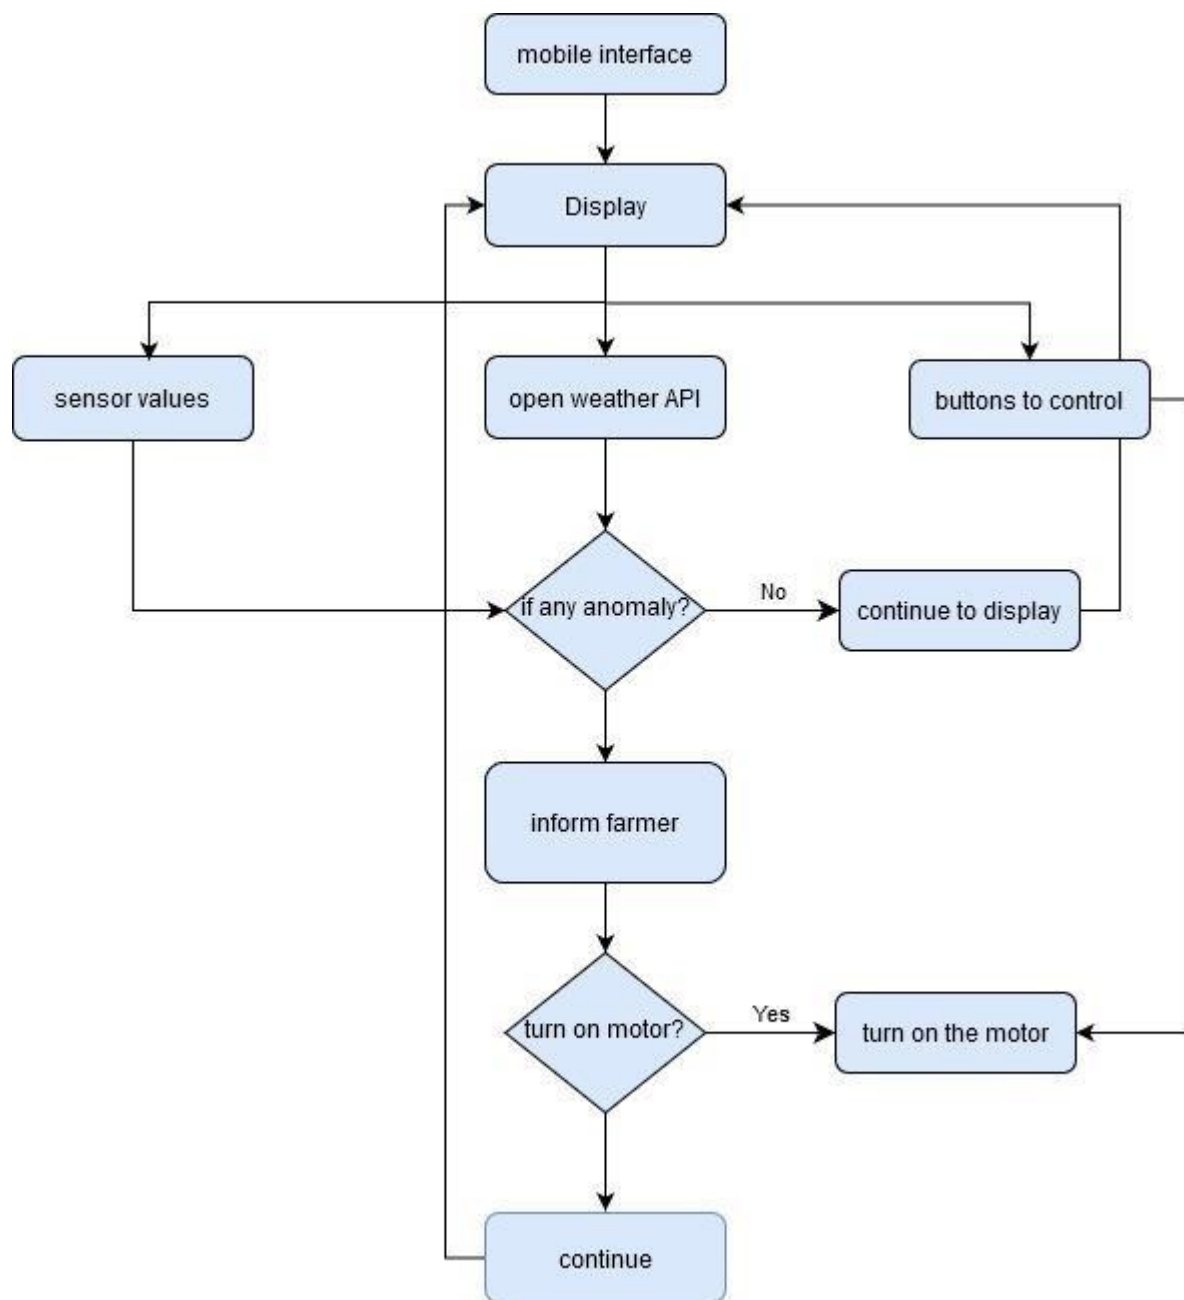 mobile interface
Display
sensor values
open weather API
buttons to control
if any anomaly?
No
continue to display
inform farmer
turn on motor?
Yes
turn on the motor
continue